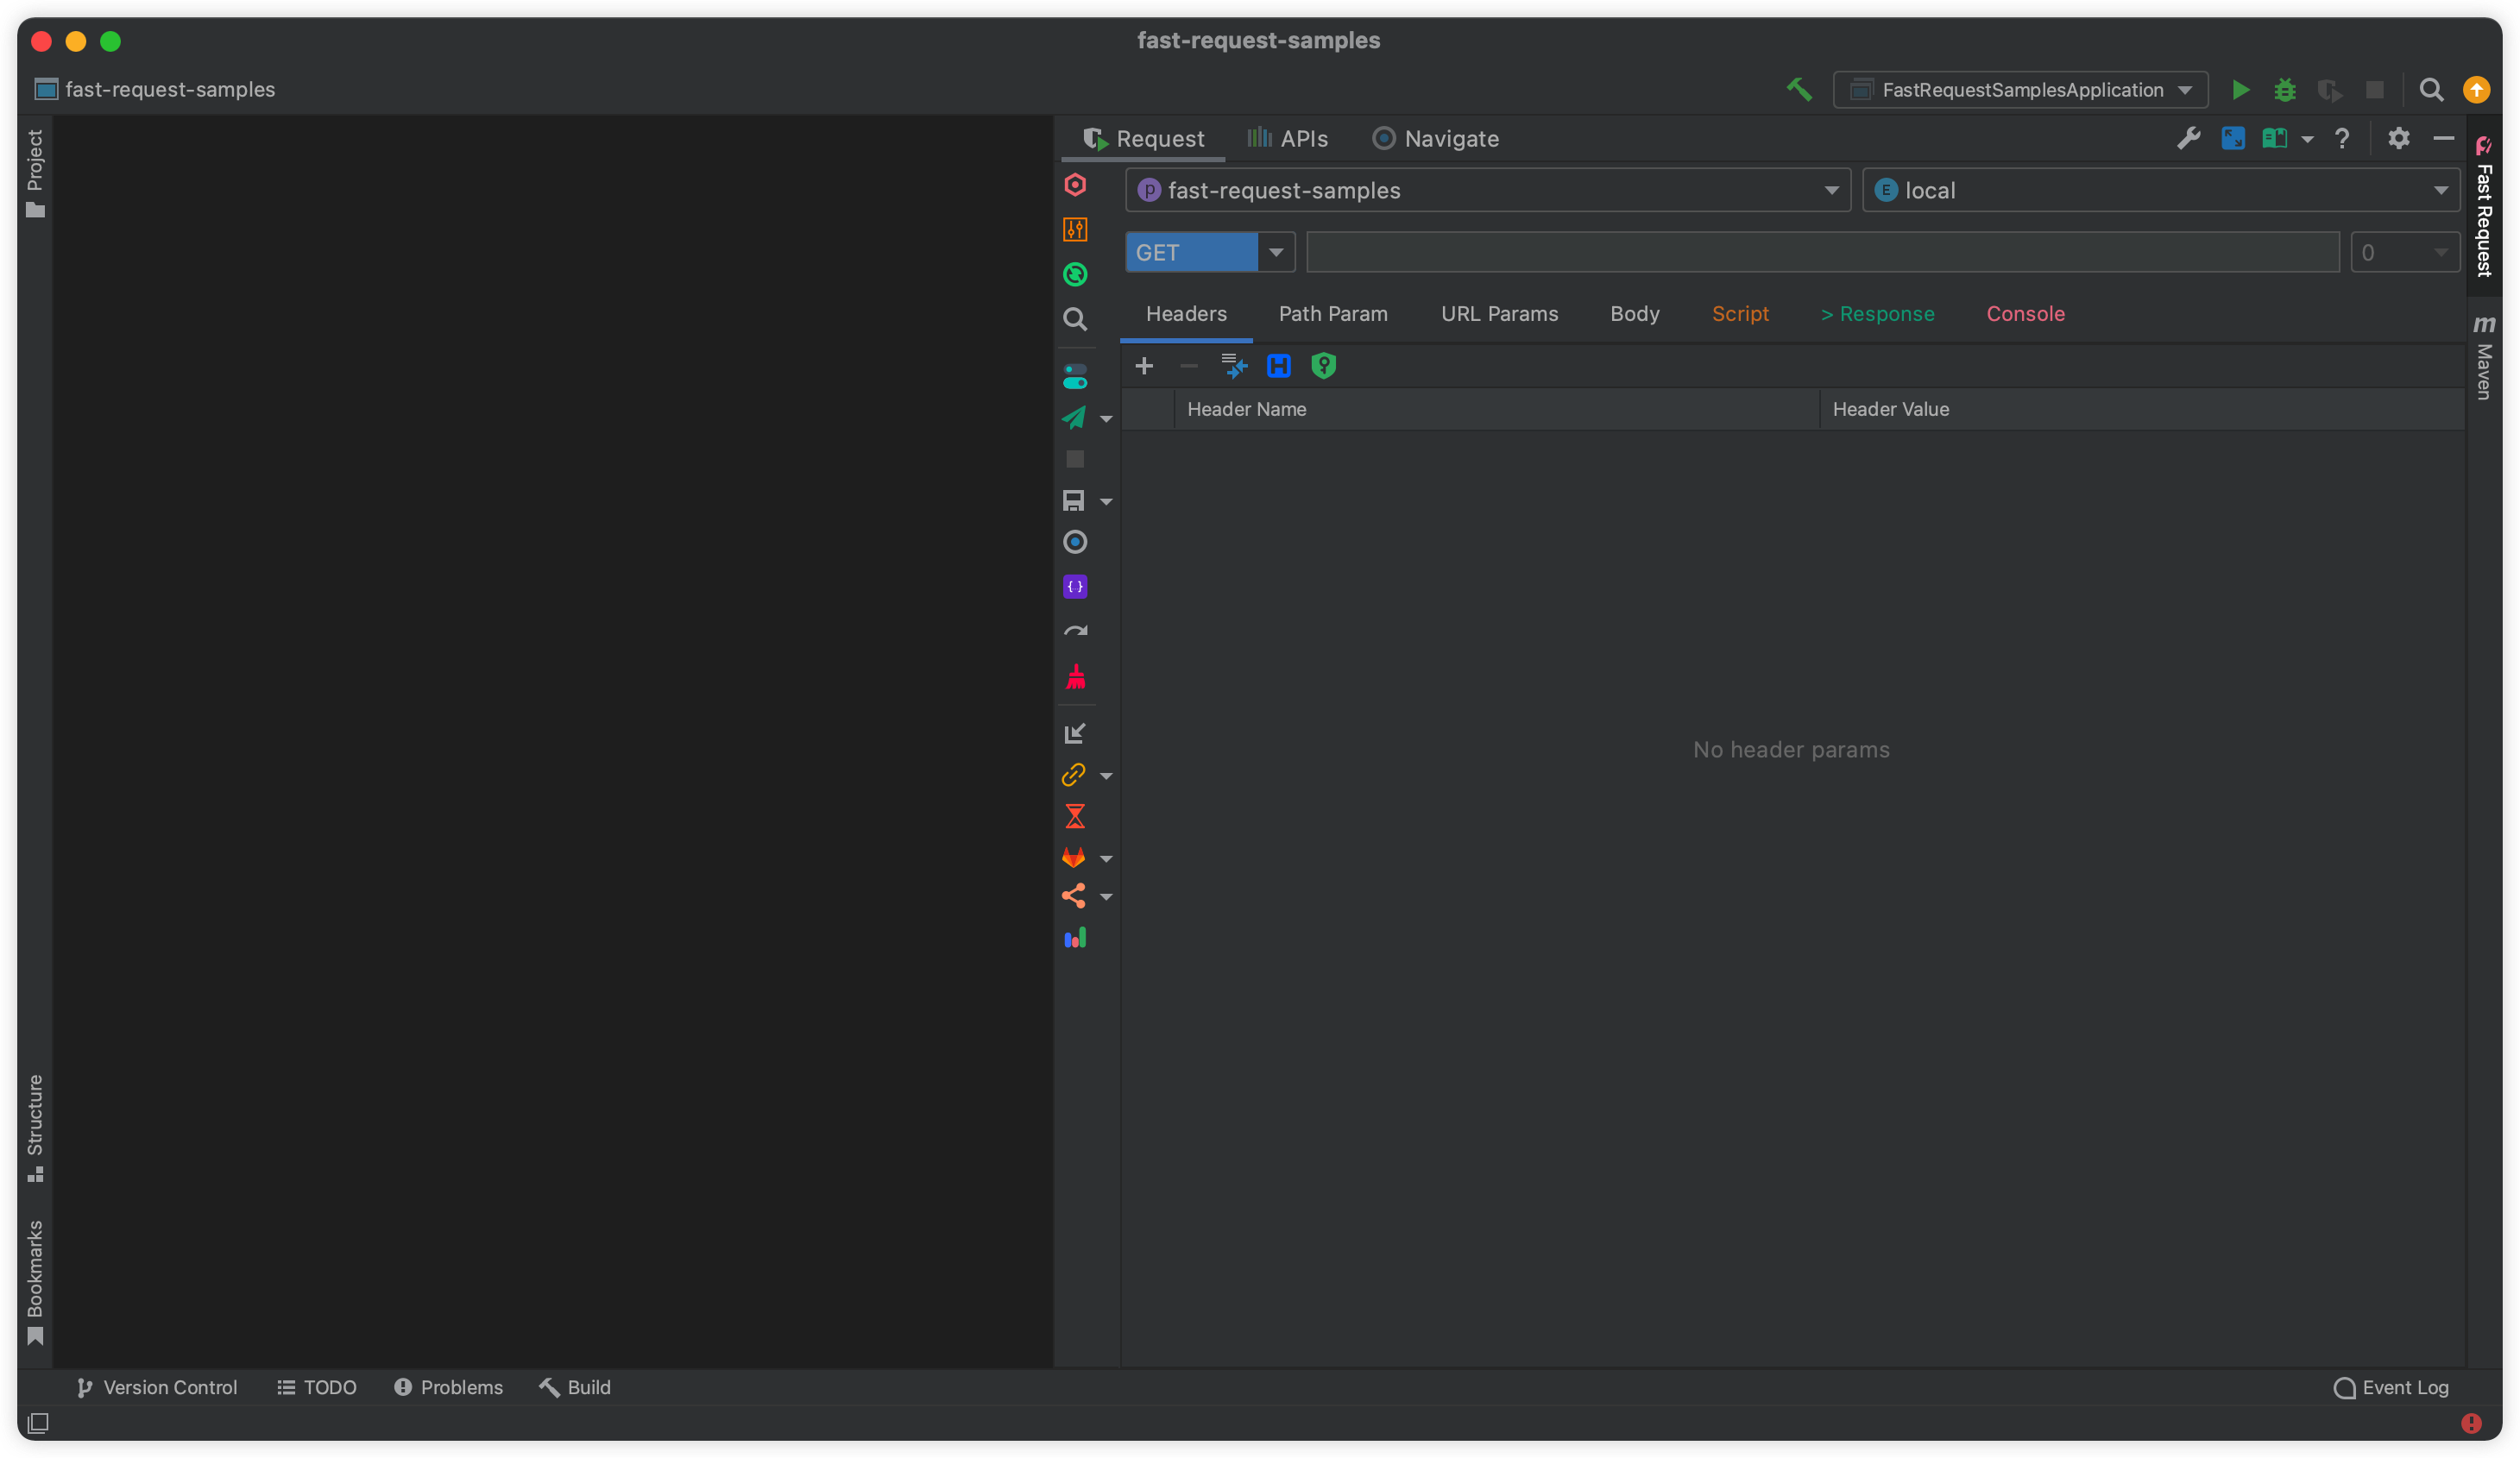 fast-request-samples
fast-request-samples
FastRequestSamplesApplication
Project
Request
APIs
Navigate
Fast Request
p fast-request-samples
E local
GET
0
Headers
Path Param
URL Params
Body
Script
> Response
Console
m Maven
Header Name
Header Value
No header params
Structure
Bookmarks
Version Control
TODO
Problems
Build
Event Log